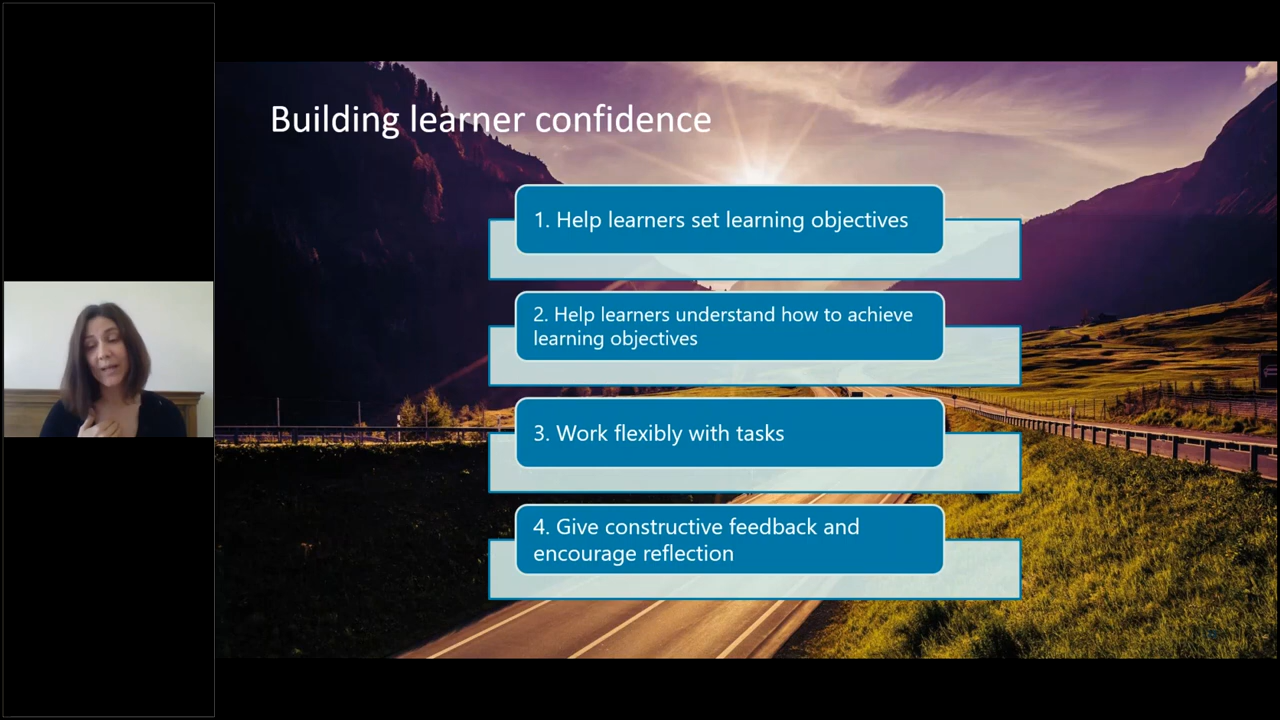 Building learner confidence
1. Help learners set learning objectives
2. Help learners understand how to achieve
learning objectives
3. Work flexibly with tasks
4. Give constructive feedback and
encourage reflection